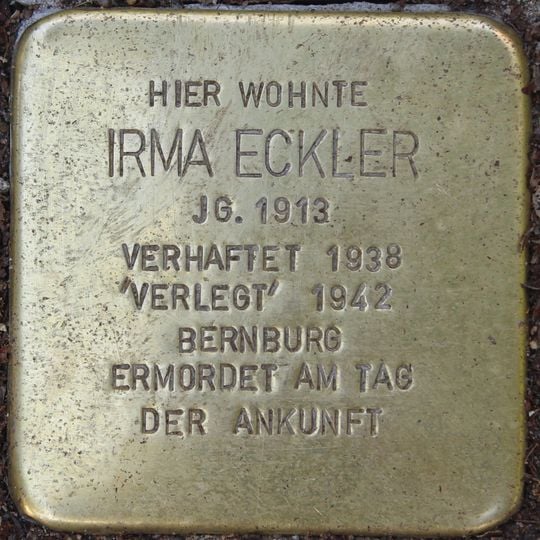 HIER WOHNTE
IRMA ECKLER
JG. 1913
VERHAFTET 1938
'VERLEGT' 1942
BERNBURG
ERMORDET AM TAG
DER ANKUNFT